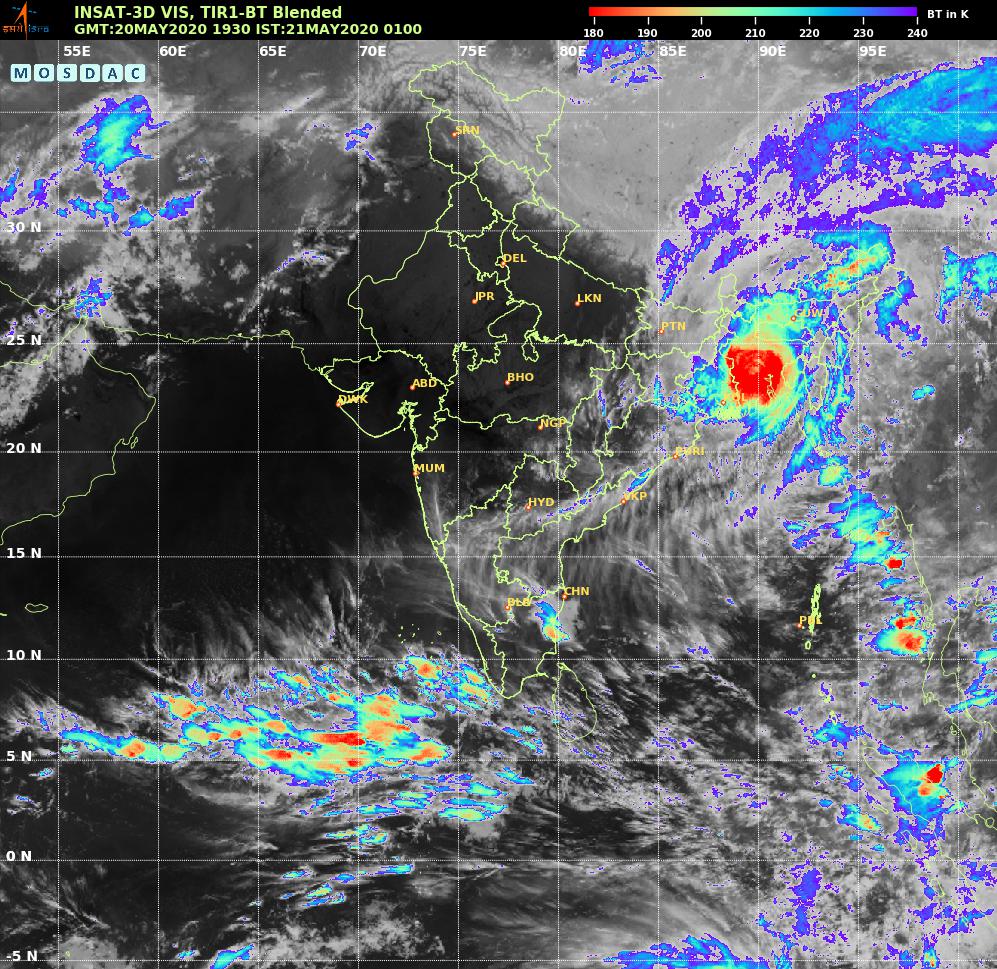 INSAT-3D VIS, TIR1-BT Blended
GMT:20MAY2020 1930 IST:21MAY2020 0100
BT in K
180 190 200 210 220 230 240
55E 60E 65E 70E 75E 80E 85E 90E 95E
MOSDAC
SRN
30 N
DEL
JPR
LKN
GUW
PTN
25 N
BHO
ABD
DWK
NGP
20 N
PURI
MUM
VKP
HYD
15 N
CHN
BLR
PBL
10 N
5 N
0 N
-5 N